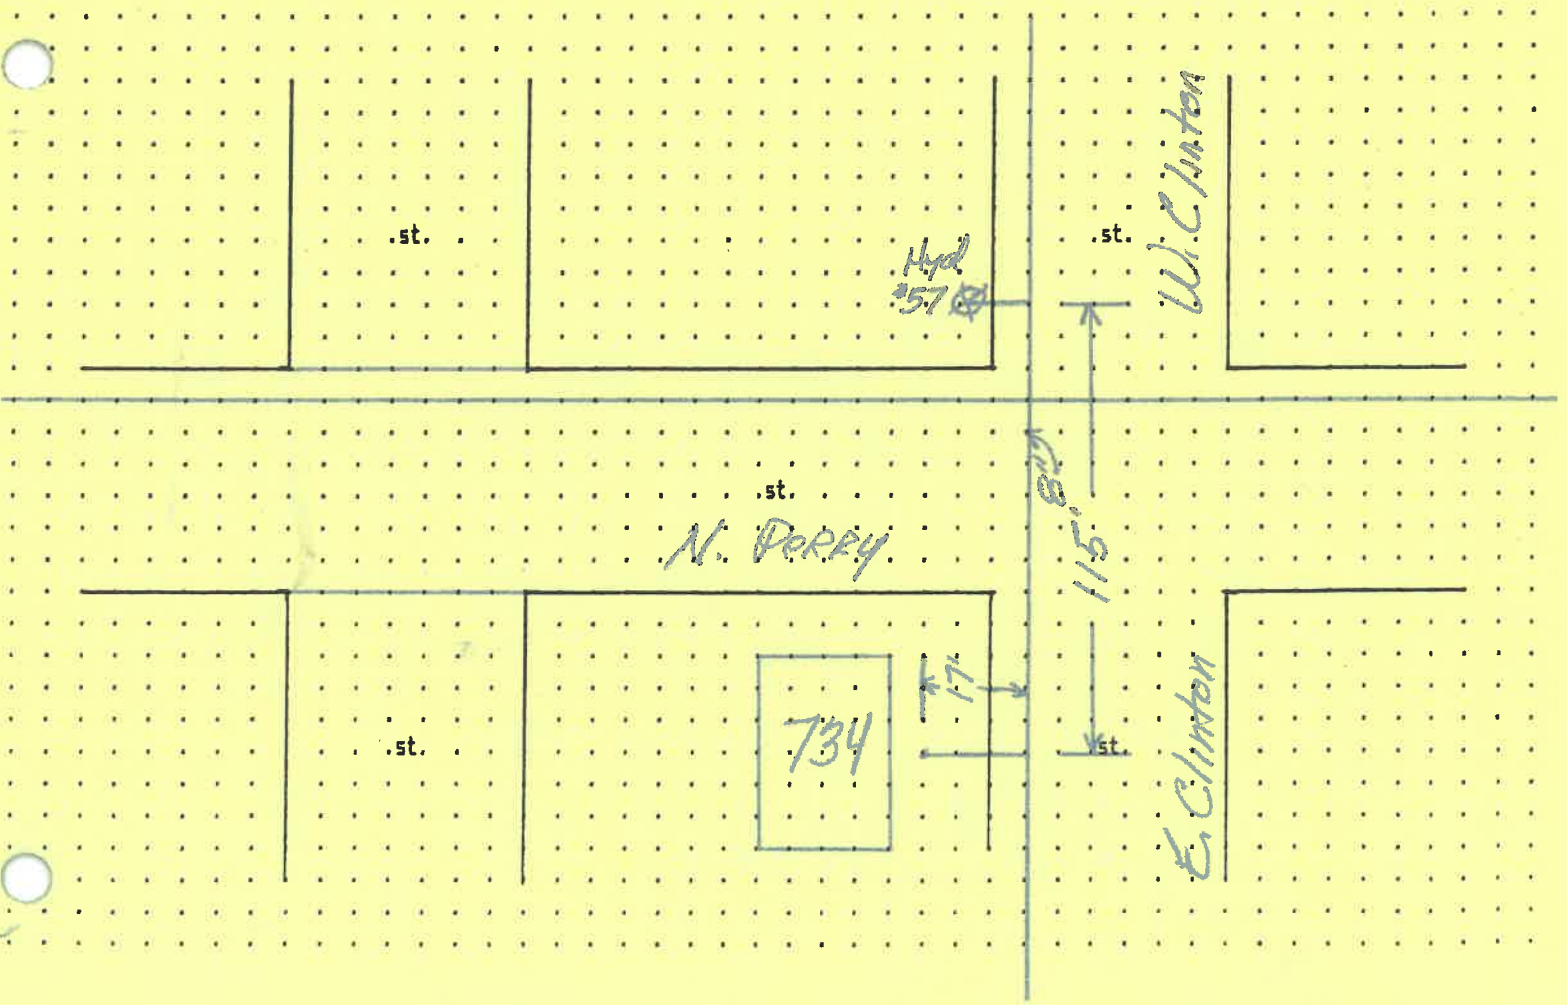 W. Clinton
st.
st.
Hyd
#57
8"
st.
N. PERRY
115'
17'
734
st.
st.
E. Clinton